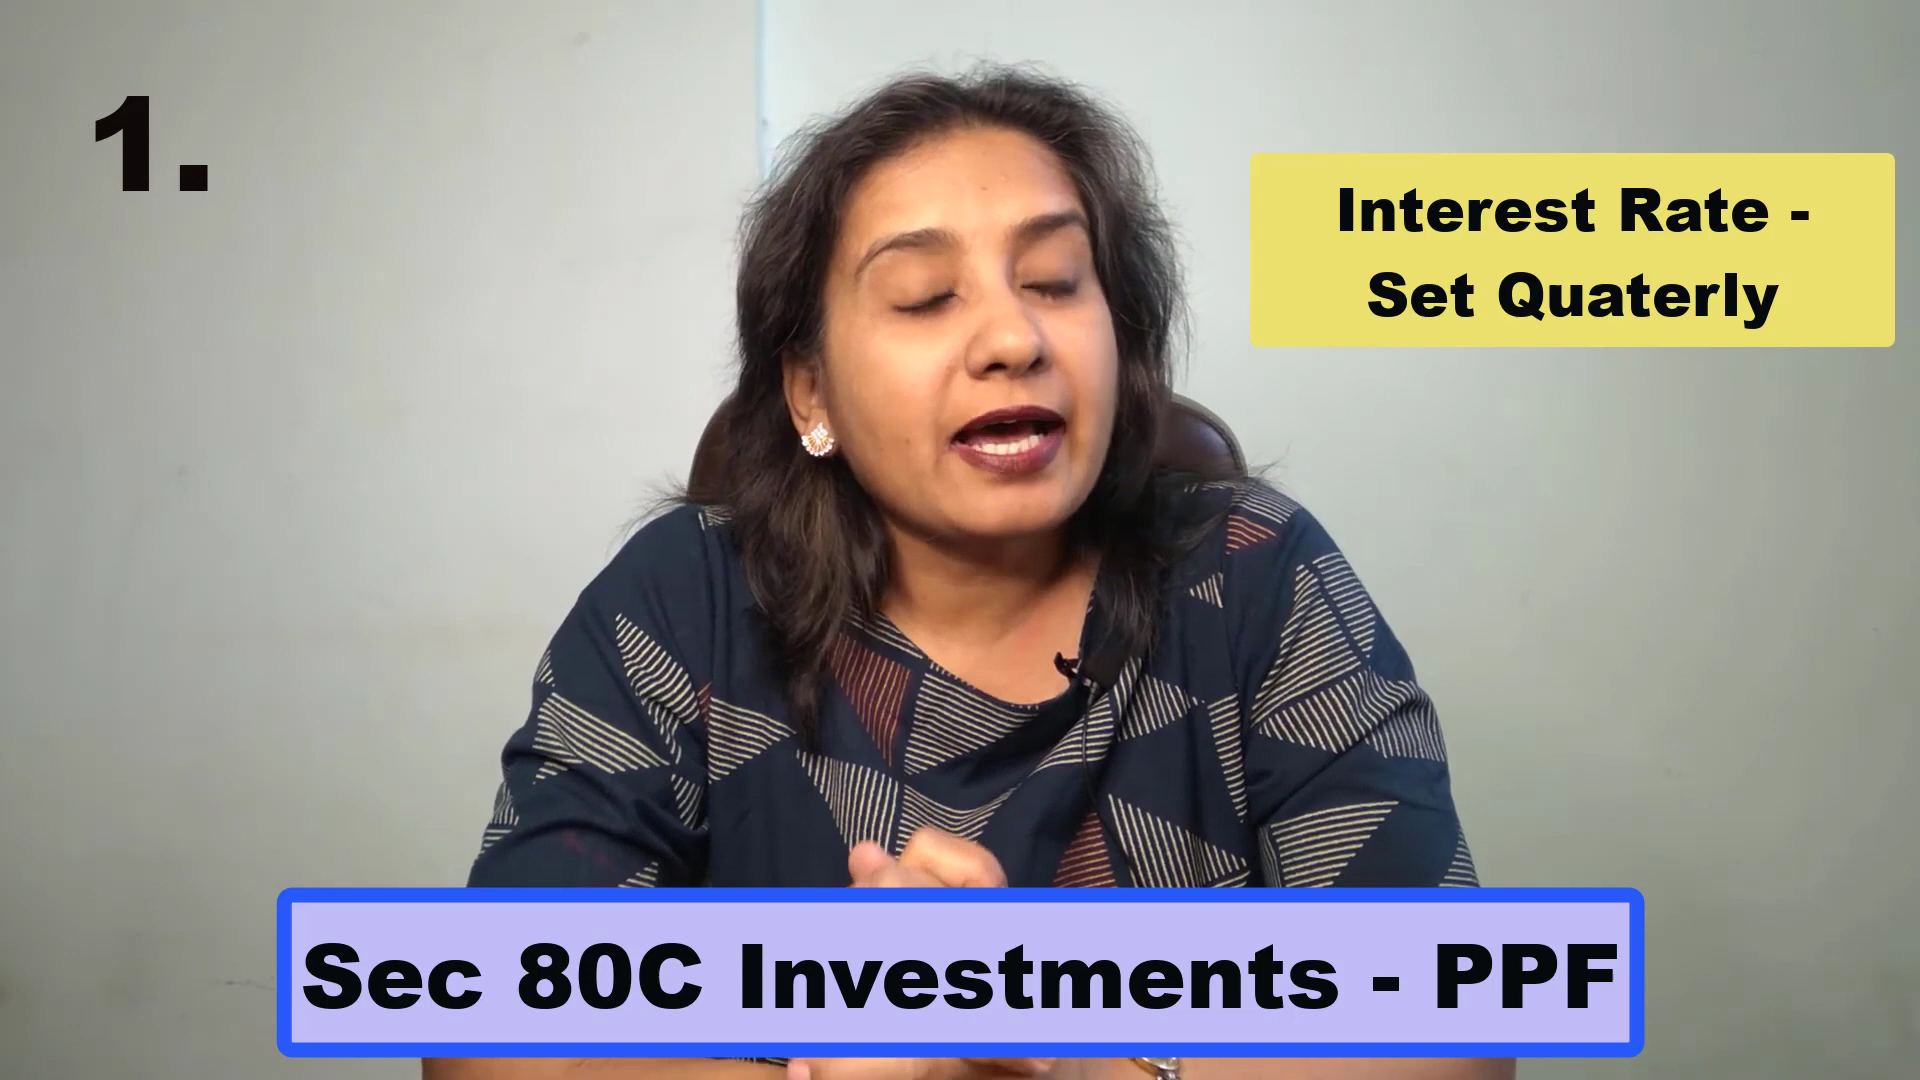 1.
Interest Rate -
Set Quaterly
Sec 80C Investments - PPF